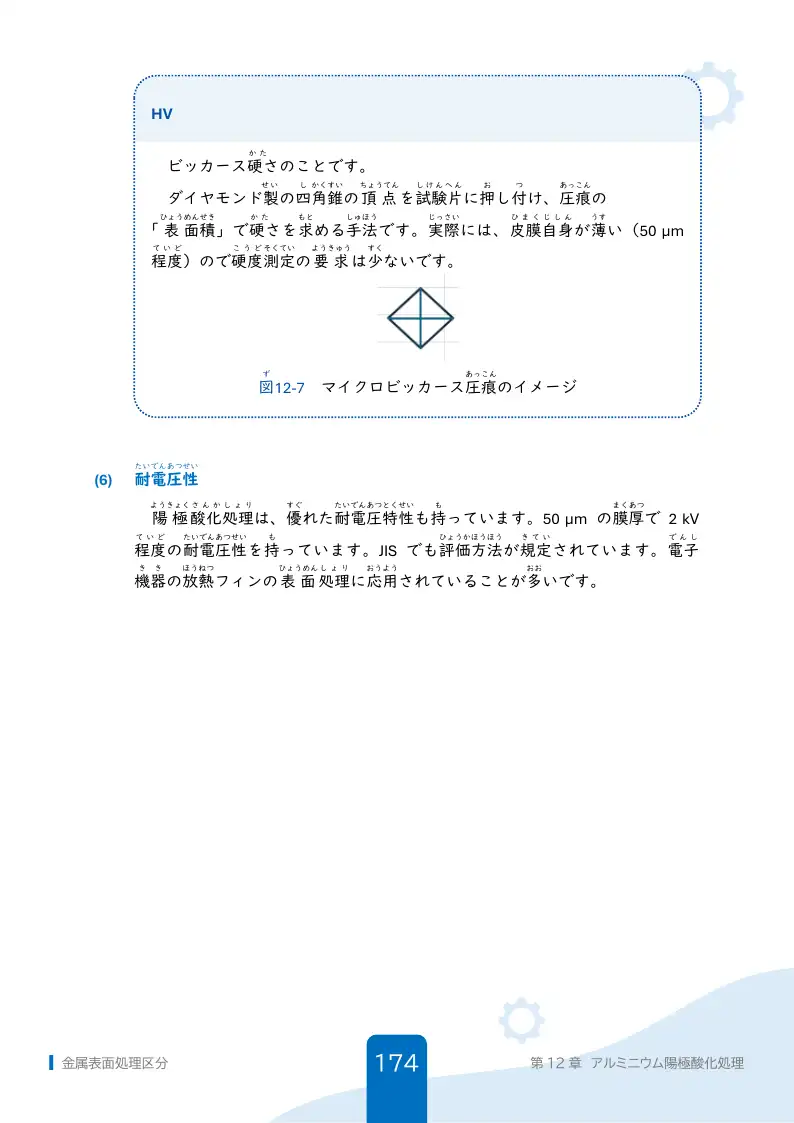 HV
ビッカース硬さのことです。
ダイヤモンド製の四角錐の頂点を試験片に押し付け、圧痕の
「表面積」で硬さを求める手法です。実際には、皮膜自身が薄い（50 μm
程度）ので硬度測定の要求は少ないです。
図12-7　マイクロビッカース圧痕のイメージ
(6) 耐電圧性
陽極酸化処理は、優れた耐電圧特性も持っています。50 μm の膜厚で 2 kV
程度の耐電圧性を持っています。JIS でも評価方法が規定されています。電子
機器の放熱フィンの表面処理に応用されていることが多いです。
金属表面処理区分
174
第 12 章 アルミニウム陽極酸化処理